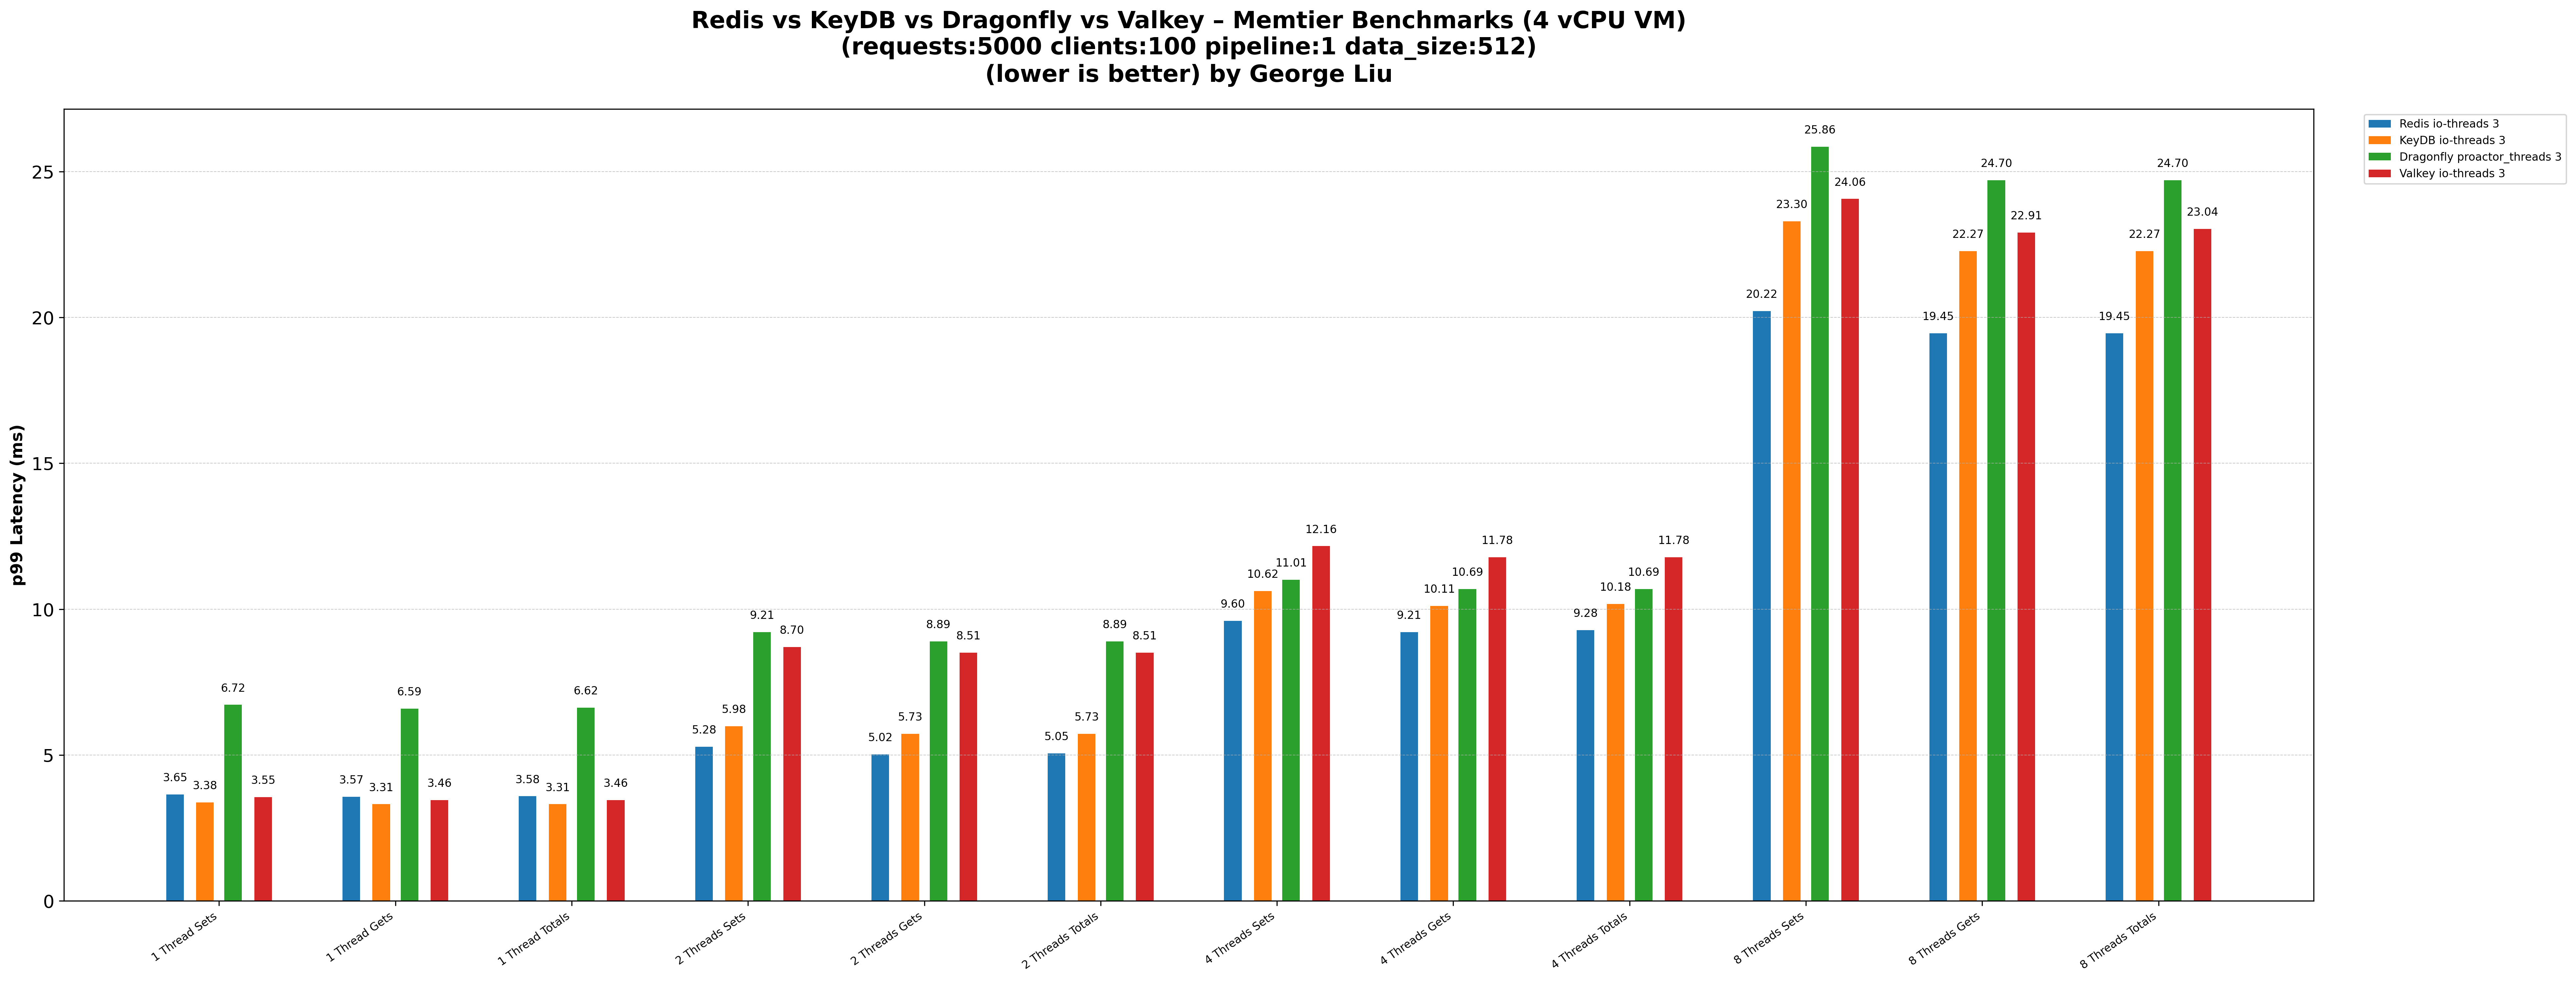 Redis vs KeyDB vs Dragonfly vs Valkey – Memtier Benchmarks (4 vCPU VM)
(requests:5000 clients:100 pipeline:1 data_size:512)
(lower is better) by George Liu
Redis io-threads 3
KeyDB io-threads 3
Dragonfly proactor_threads 3
Valkey io-threads 3
p99 Latency (ms)
25
20
15
10
5
0
3.65 3.38 6.72 3.55
3.57 3.31 6.59 3.46
3.58 3.31 6.62 3.46
5.28 5.98 9.21 8.70
5.02 5.73 8.89 8.51
5.05 5.73 8.89 8.51
9.60 10.62 11.01 12.16
9.21 10.11 10.69 11.78
9.28 10.18 10.69 11.78
20.22 23.30 25.86 24.06
19.45 22.27 24.70 22.91
19.45 22.27 24.70 23.04
1 Thread Sets
1 Thread Gets
1 Thread Totals
2 Threads Sets
2 Threads Gets
2 Threads Totals
4 Threads Sets
4 Threads Gets
4 Threads Totals
8 Threads Sets
8 Threads Gets
8 Threads Totals